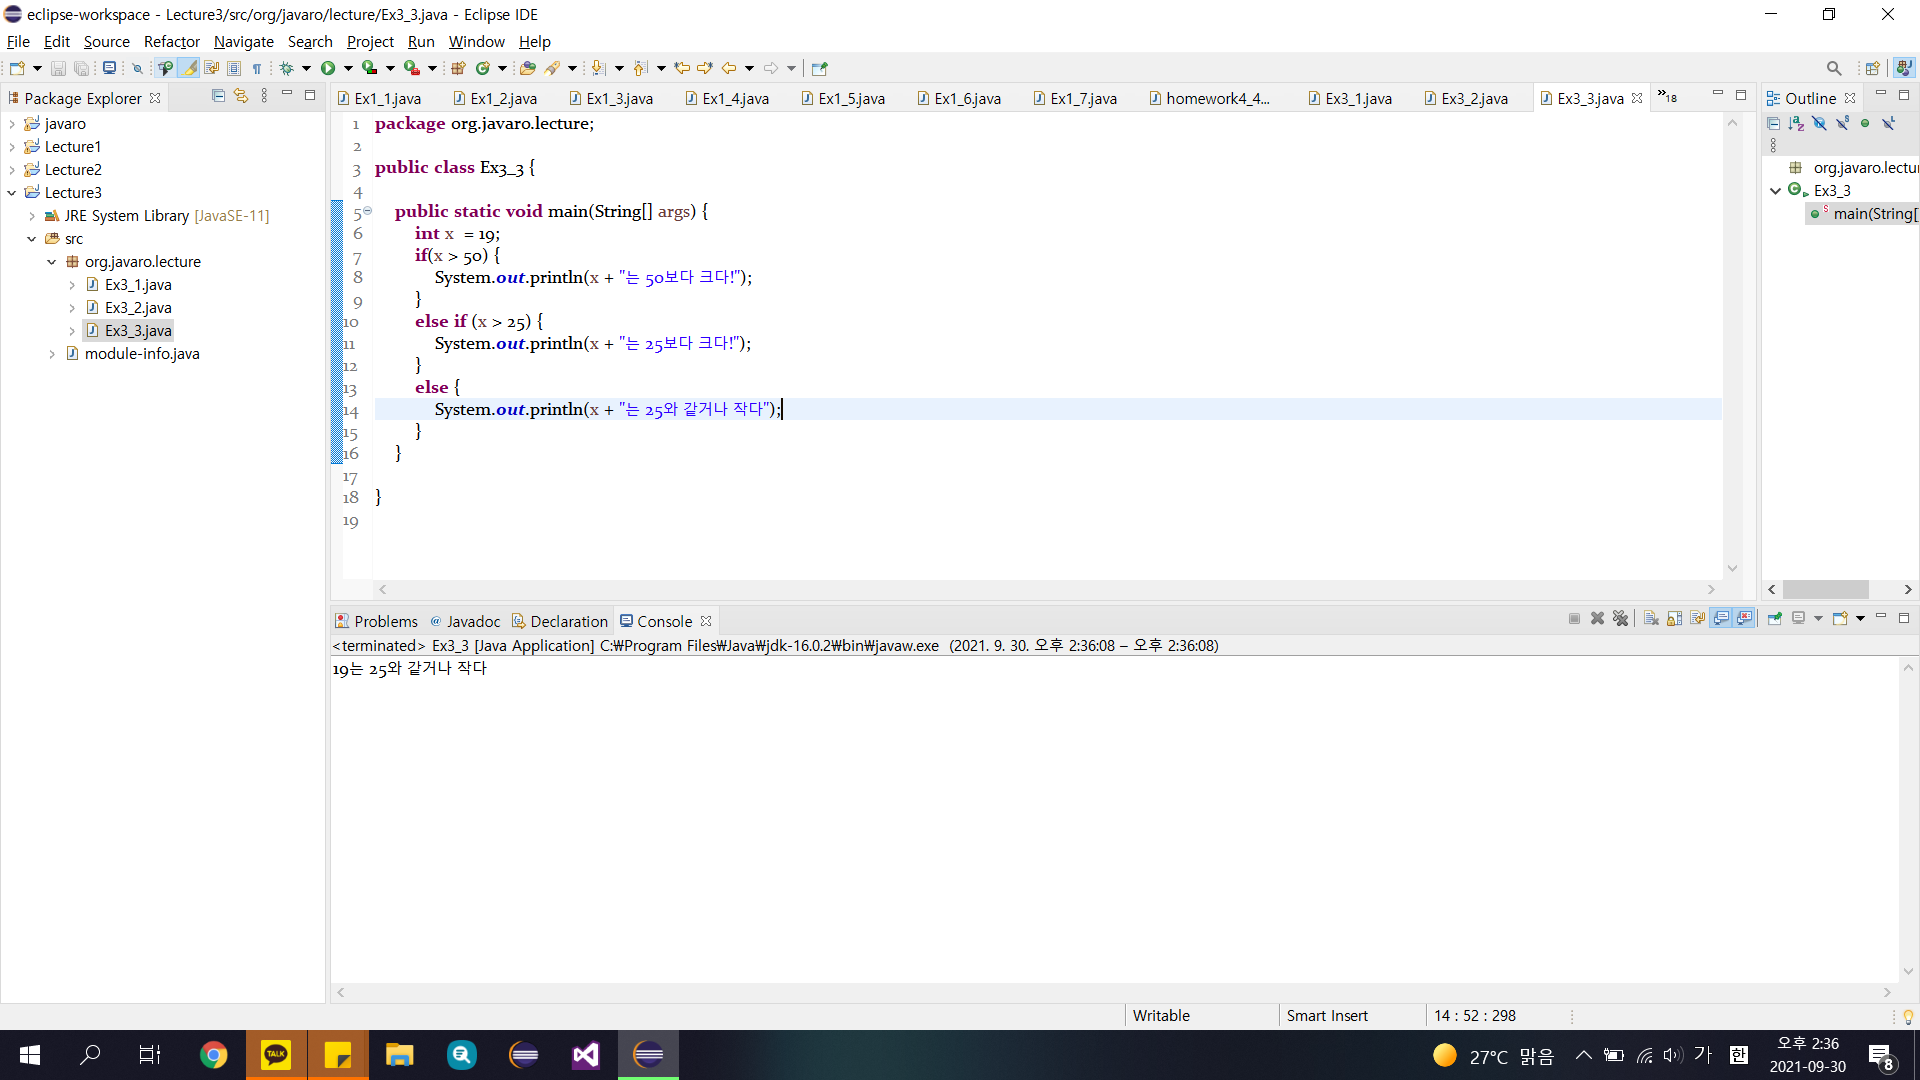 eclipse-workspace - Lecture3/src/org/javaro/lecture/Ex3_3.java - Eclipse IDE
File Edit Source Refactor Navigate Search Project Run Window Help
Package Explorer
javaro
Lecture1
Lecture2
Lecture3
JRE System Library [JavaSE-11]
src
org.javaro.lecture
Ex3_1.java
Ex3_2.java
Ex3_3.java
module-info.java
Ex1_1.java Ex1_2.java Ex1_3.java Ex1_4.java Ex1_5.java Ex1_6.java Ex1_7.java homework4_4... Ex3_1.java Ex3_2.java Ex3_3.java »18
1 package org.javaro.lecture;
2
3 public class Ex3_3 {
4
5 public static void main(String[] args) {
6 int x  = 19;
7 if(x > 50) {
8 System.out.println(x + "는 50보다 크다!");
9 }
10 else if (x > 25) {
11 System.out.println(x + "는 25보다 크다!");
12 }
13 else {
14 System.out.println(x + "는 25와 같거나 작다");
15 }
16 }
17
18 }
19
Outline
org.javaro.lectur
Ex3_3
main(String[
Problems @ Javadoc Declaration Console
<terminated> Ex3_3 [Java Application] C:₩Program Files₩Java₩jdk-16.0.2₩bin₩javaw.exe (2021. 9. 30. 오후 2:36:08 – 오후 2:36:08)
19는 25와 같거나 작다
Writable Smart Insert 14 : 52 : 298
TALK
27°C 맑음 가 한 오후 2:36
2021-09-30
8